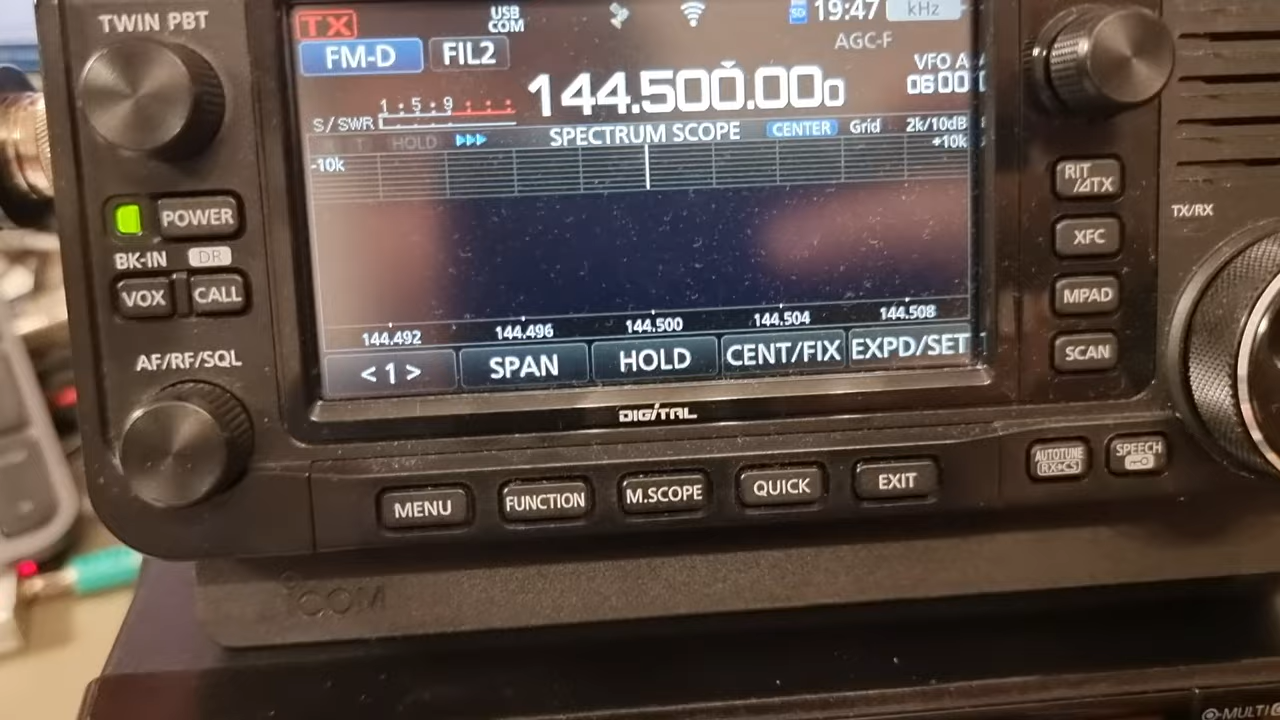 TWIN PBT
TX
USB
COM
SD
19:47
kHz
FM-D
FIL2
AGC-F
144.500.000
VFO A
0600
S/SWR
1 : 5 : 9
HOLD
SPECTRUM SCOPE
CENTER
Grid
2k/10dB
-10k
+10k
144.492
144.496
144.500
144.504
144.508
< 1 >
SPAN
HOLD
CENT/FIX
EXPD/SET
DIGITAL
POWER
BK-IN
DR
VOX
CALL
AF/RF/SQL
RIT
/⊿TX
XFC
MPAD
SCAN
TX/RX
AUTOTUNE
RX→CS
SPEECH
MENU
FUNCTION
M.SCOPE
QUICK
EXIT
ICOM
MULTI